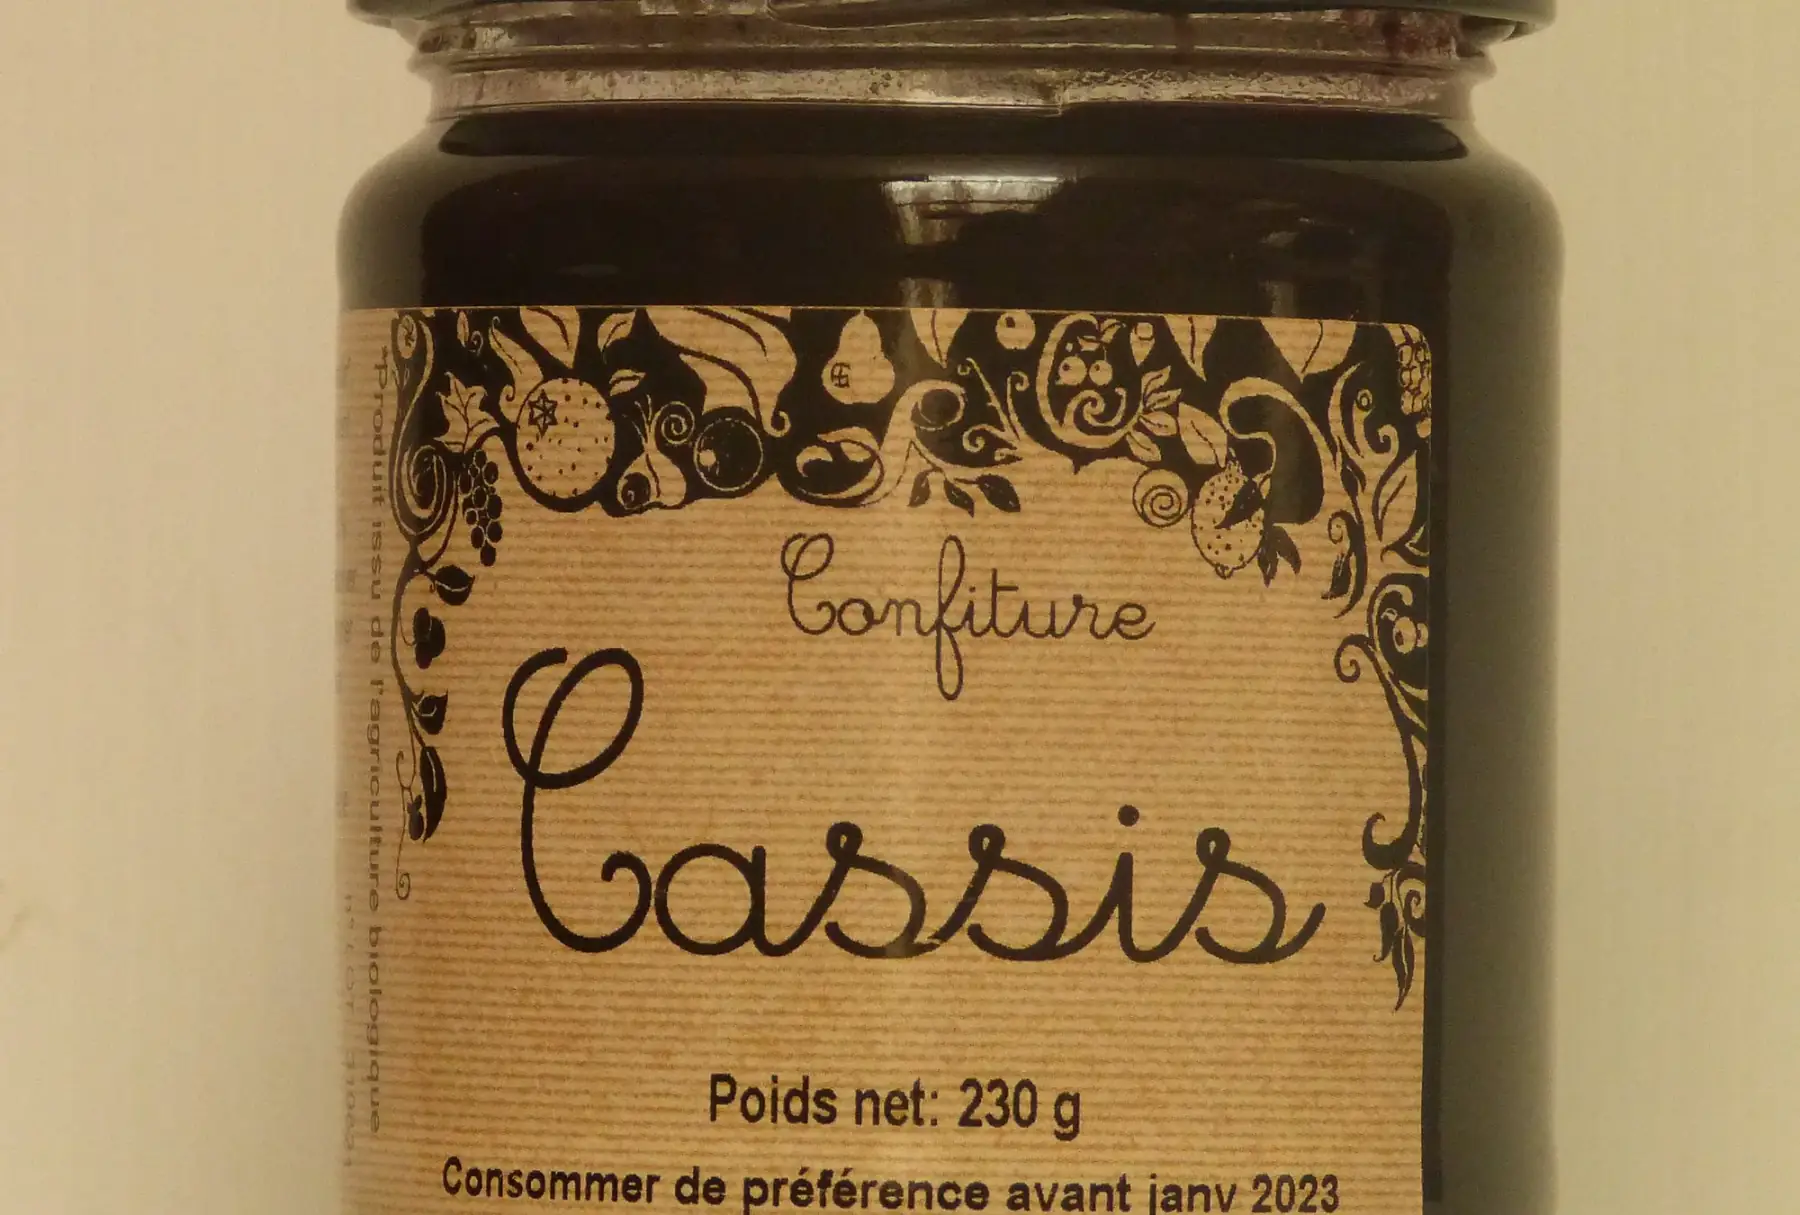 Confiture
Cassis
Poids net: 230 g
Consommer de préférence avant janv 2023
*Produit issu de l'agriculture biologique